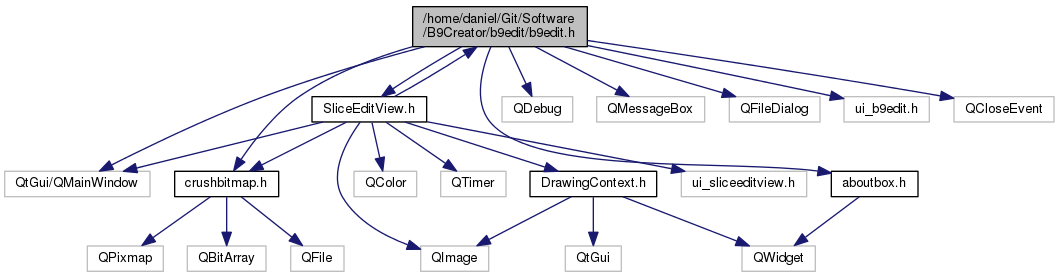 /home/daniel/Git/Software
/B9Creator/b9edit/b9edit.h
SliceEditView.h
QDebug
QMessageBox
QFileDialog
ui_b9edit.h
QCloseEvent
QtGui/QMainWindow
crushbitmap.h
QColor
QTimer
DrawingContext.h
ui_sliceeditview.h
aboutbox.h
QPixmap
QBitArray
QFile
QImage
QtGui
QWidget